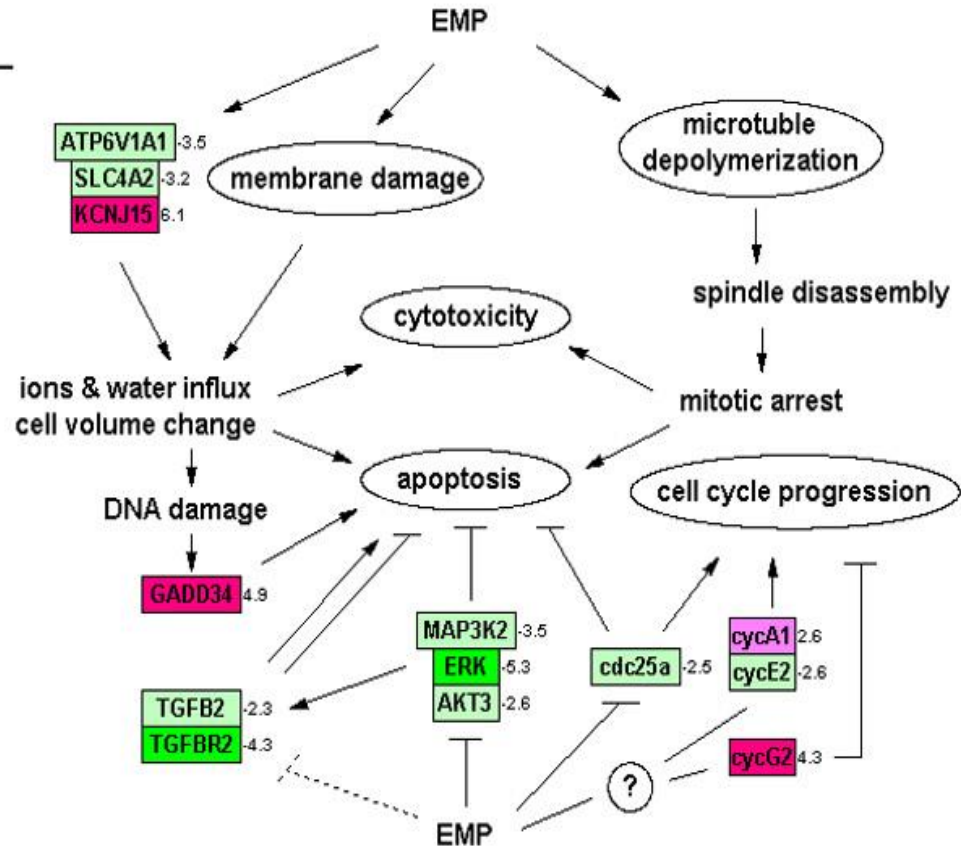 EMP
ATP6V1A1 -3.5
SLC4A2 -3.2
KCNJ15 6.1
membrane damage
microtuble
depolymerization
spindle disassembly
cytotoxicity
ions & water influx
cell volume change
mitotic arrest
apoptosis
cell cycle progression
DNA damage
GADD34 4.9
MAP3K2 -3.5
ERK -5.3
AKT3 -2.6
cdc25a -2.5
cycA1 2.6
cycE2 -2.6
TGFB2 -2.3
TGFBR2 -4.3
cycG2 4.3
?
EMP